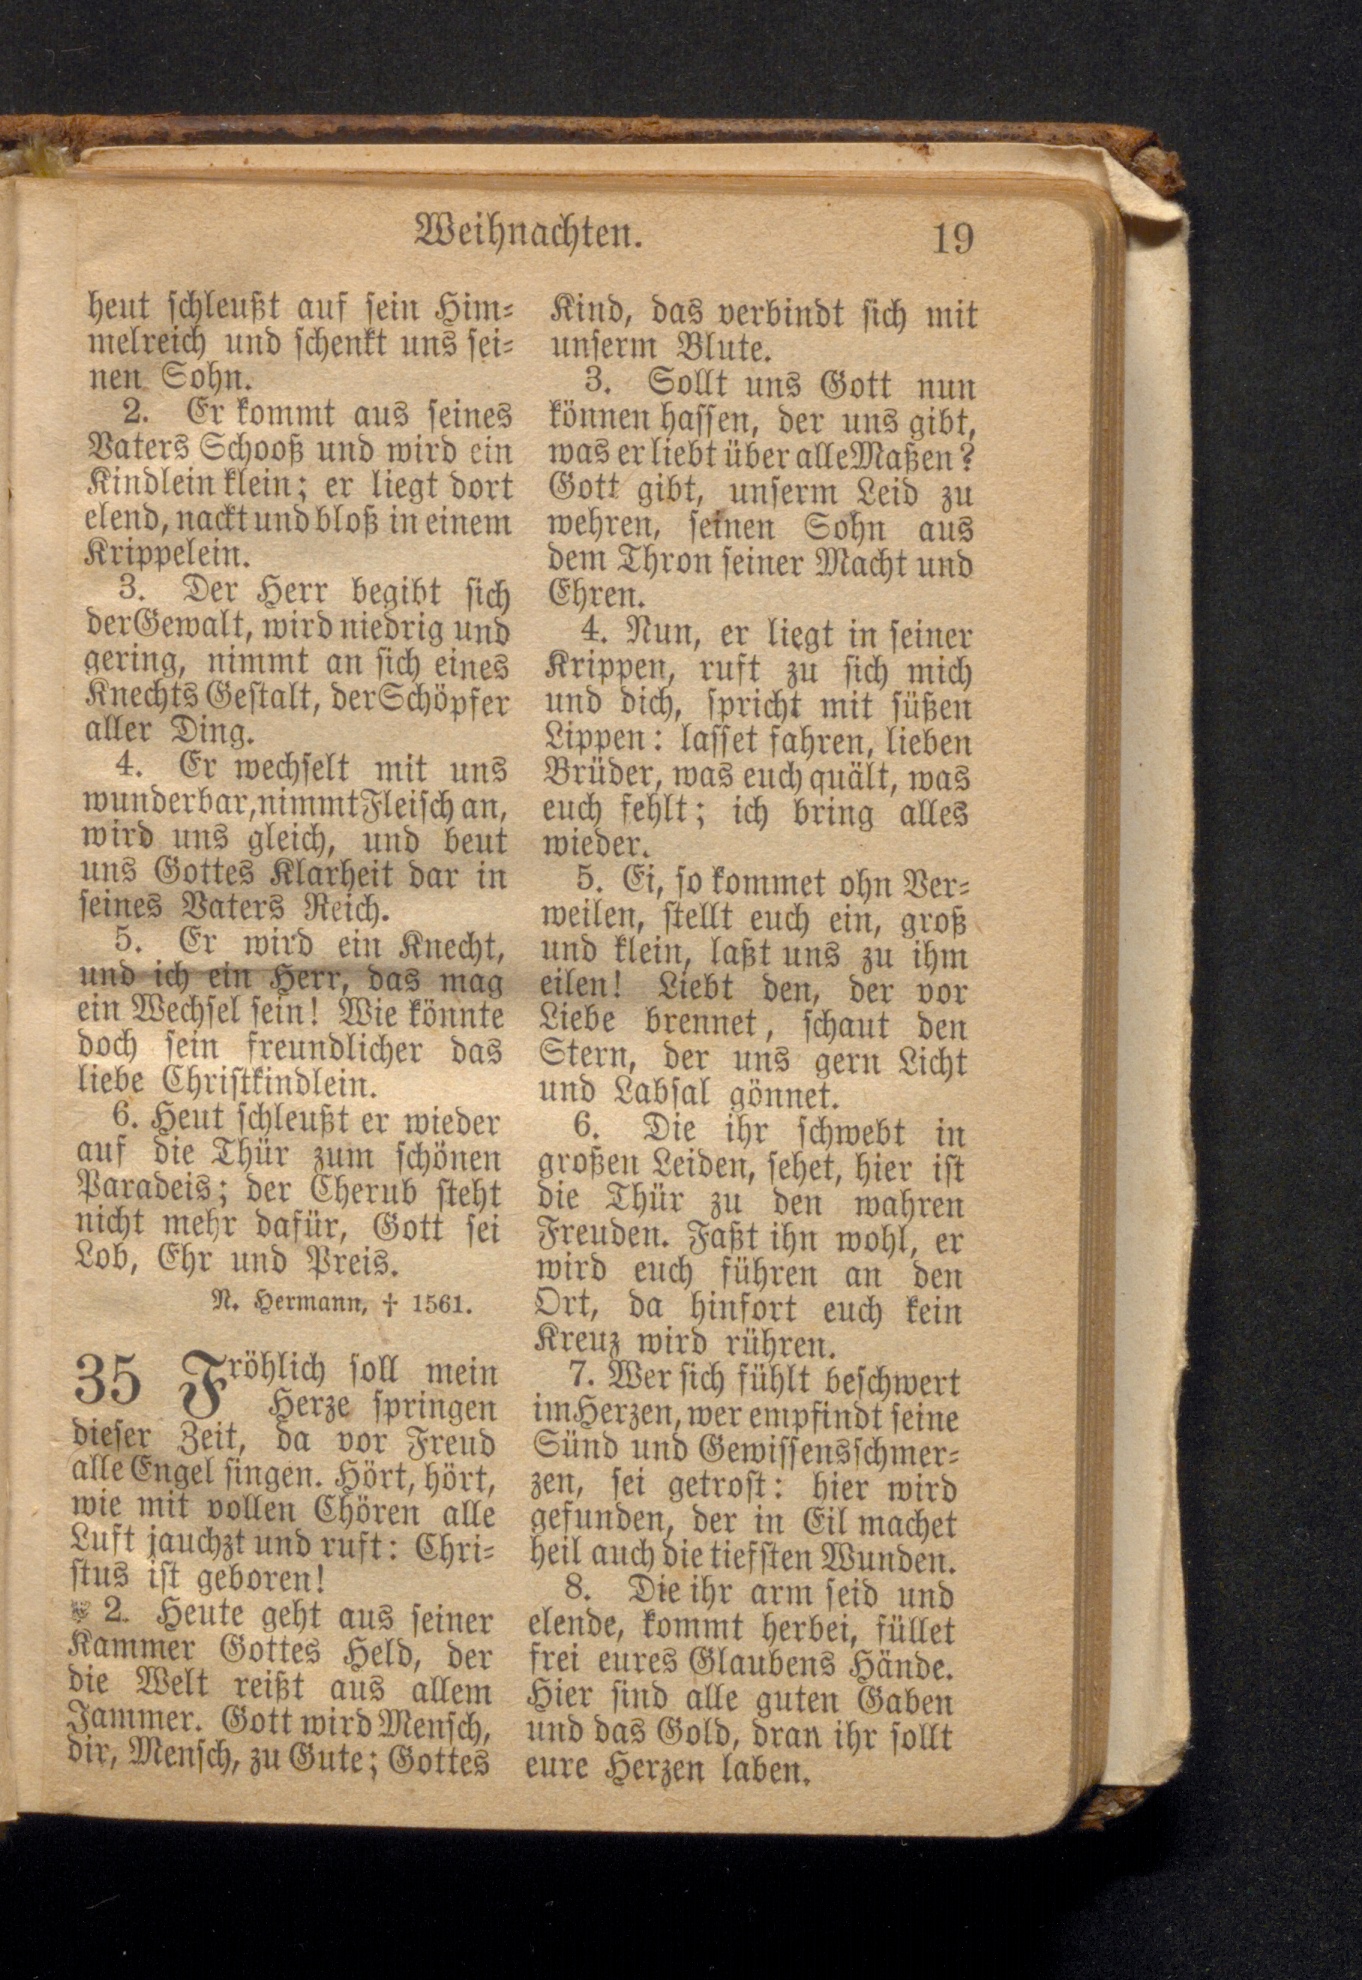 Weihnachten. 19
heut schleußt auf sein Him-
melreich und schenkt uns sei-
nen Sohn.
2. Er kommt aus seines
Vaters Schooß und wird ein
Kindlein klein; er liegt dort
elend, nackt und bloß in einem
Krippelein.
3. Der Herr begibt sich
der Gewalt, wird niedrig und
gering, nimmt an sich eines
Knechts Gestalt, der Schöpfer
aller Ding.
4. Er wechselt mit uns
wunderbar, nimmt Fleisch an,
wird uns gleich, und beut
uns Gottes Klarheit dar in
seines Vaters Reich.
5. Er wird ein Knecht,
und ich ein Herr, das mag
ein Wechsel sein! Wie könnte
doch sein freundlicher das
liebe Christkindlein.
6. Heut schleußt er wieder
auf die Thür zum schönen
Paradeis; der Cherub steht
nicht mehr dafür, Gott sei
Lob, Ehr und Preis.
N. Hermann, † 1561.
35 Fröhlich soll mein
Herze springen
dieser Zeit, da vor Freud
alle Engel singen. Hört, hört,
wie mit vollen Chören alle
Luft jauchzt und ruft: Chri-
stus ist geboren!
2. Heute geht aus seiner
Kammer Gottes Held, der
die Welt reißt aus allem
Jammer. Gott wird Mensch,
dir, Mensch, zu Gute; Gottes
Kind, das verbindt sich mit
unserm Blute.
3. Sollt uns Gott nun
können hassen, der uns gibt,
was er liebt über alle Maßen?
Gott gibt, unserm Leid zu
wehren, seinen Sohn aus
dem Thron seiner Macht und
Ehren.
4. Nun, er liegt in seiner
Krippen, ruft zu sich mich
und dich, spricht mit süßen
Lippen: lasset fahren, lieben
Brüder, was euch quält, was
euch fehlt; ich bring alles
wieder.
5. Ei, so kommet ohn Ver-
weilen, stellt euch ein, groß
und klein, laßt uns zu ihm
eilen! Liebt den, der vor
Liebe brennet, schaut den
Stern, der uns gern Licht
und Labsal gönnet.
6. Die ihr schwebt in
großen Leiden, sehet, hier ist
die Thür zu den wahren
Freuden. Faßt ihn wohl, er
wird euch führen an den
Ort, da hinfort euch kein
Kreuz wird rühren.
7. Wer sich fühlt beschwert
im Herzen, wer empfindt seine
Sünd und Gewissensschmer-
zen, sei getrost: hier wird
gefunden, der in Eil machet
heil auch die tiefsten Wunden.
8. Die ihr arm seid und
elende, kommt herbei, füllet
frei eures Glaubens Hände.
Hier sind alle guten Gaben
und das Gold, dran ihr sollt
eure Herzen laben.